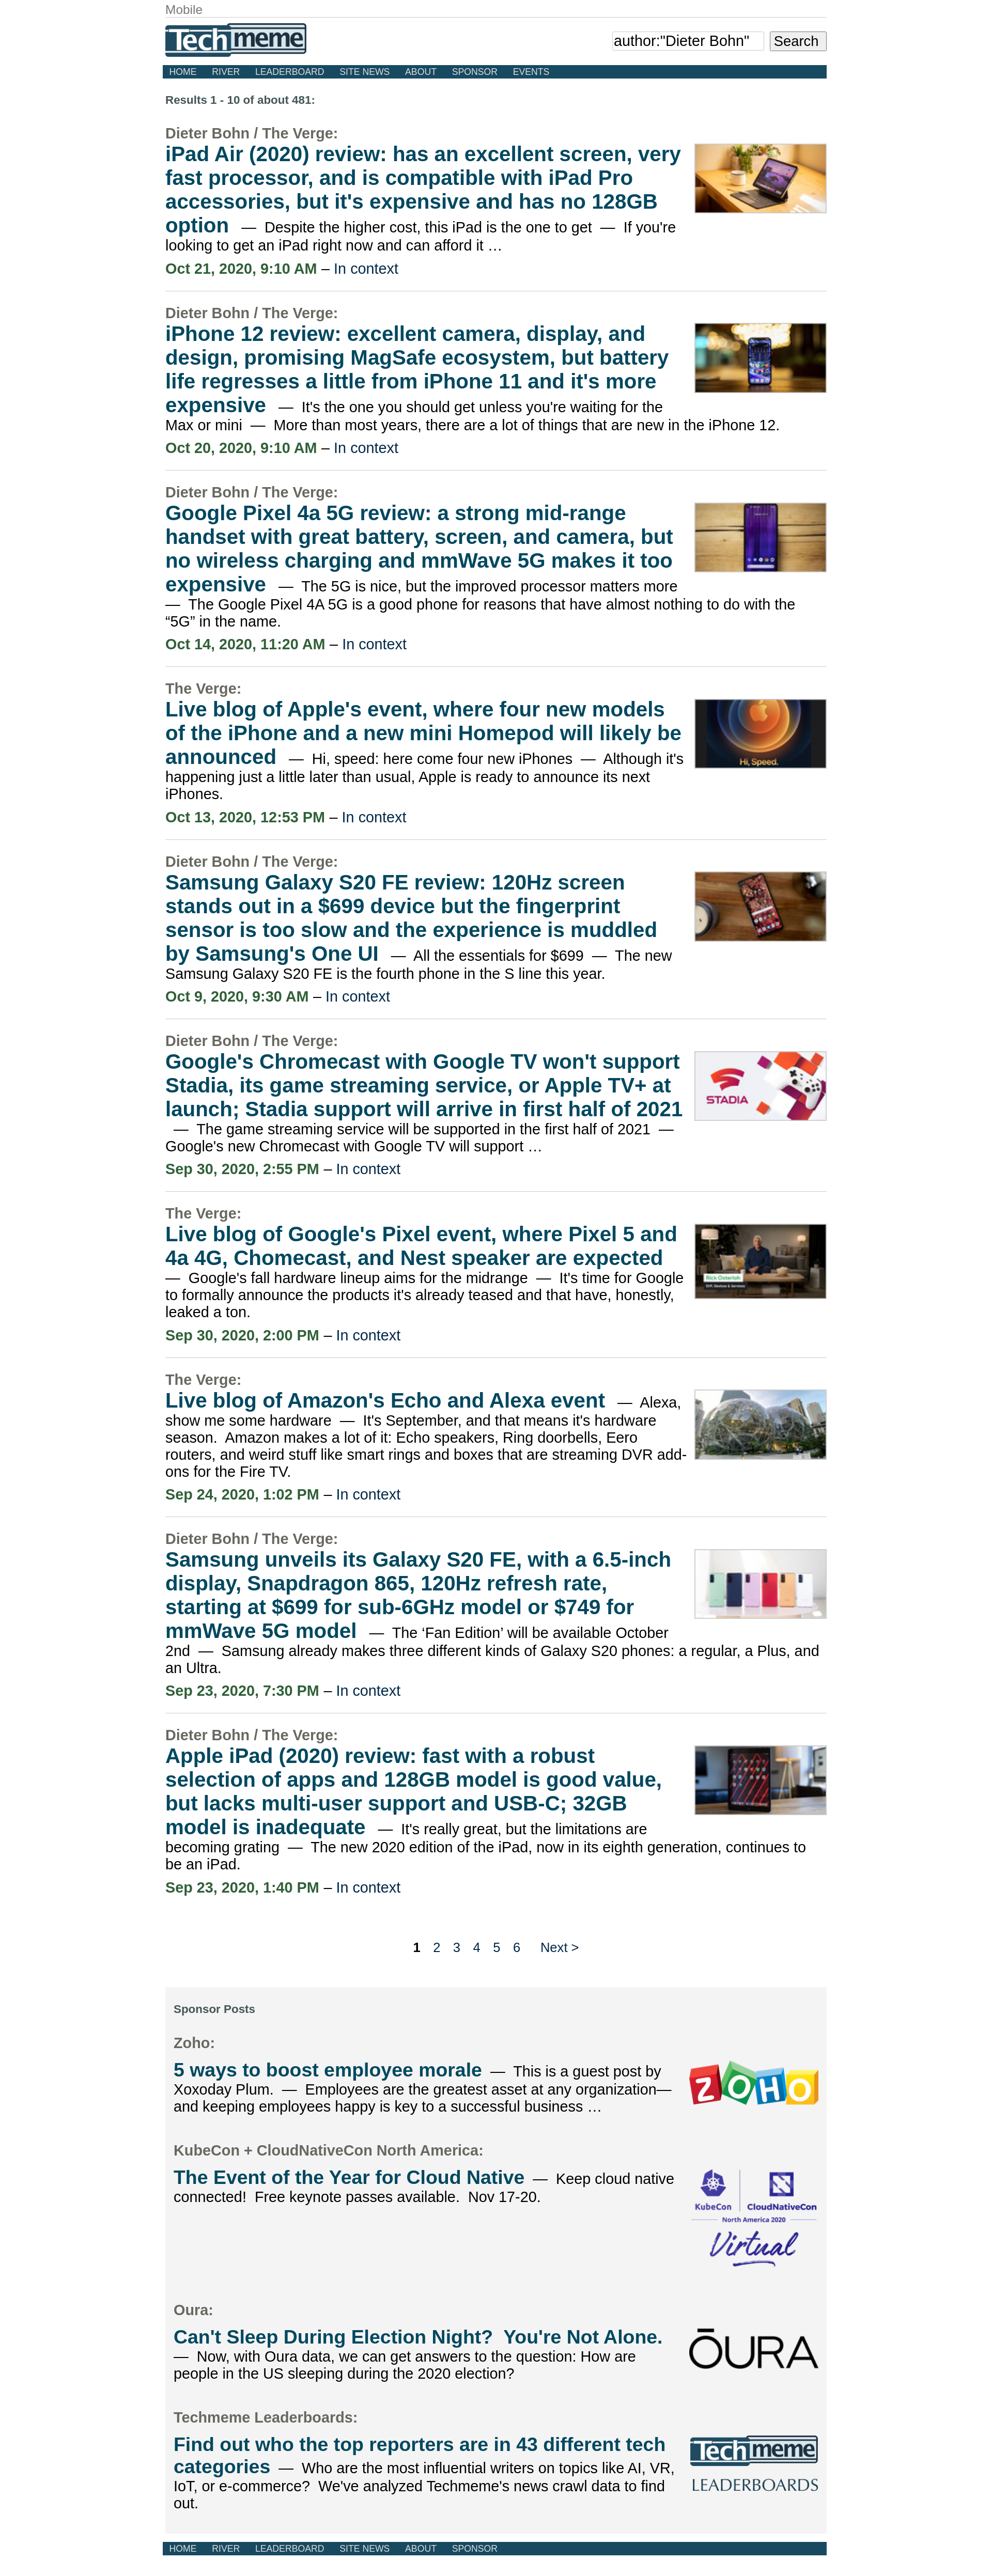 Mobile
Techmeme
author:"Dieter Bohn" Search
HOME RIVER LEADERBOARD SITE NEWS ABOUT SPONSOR EVENTS
Results 1 - 10 of about 481:
Dieter Bohn / The Verge:
iPad Air (2020) review: has an excellent screen, very
fast processor, and is compatible with iPad Pro
accessories, but it's expensive and has no 128GB
option — Despite the higher cost, this iPad is the one to get — If you're
looking to get an iPad right now and can afford it …
Oct 21, 2020, 9:10 AM – In context
Dieter Bohn / The Verge:
iPhone 12 review: excellent camera, display, and
design, promising MagSafe ecosystem, but battery
life regresses a little from iPhone 11 and it's more
expensive — It's the one you should get unless you're waiting for the
Max or mini — More than most years, there are a lot of things that are new in the iPhone 12.
Oct 20, 2020, 9:10 AM – In context
Dieter Bohn / The Verge:
Google Pixel 4a 5G review: a strong mid-range
handset with great battery, screen, and camera, but
no wireless charging and mmWave 5G makes it too
expensive — The 5G is nice, but the improved processor matters more
— The Google Pixel 4A 5G is a good phone for reasons that have almost nothing to do with the
“5G” in the name.
Oct 14, 2020, 11:20 AM – In context
The Verge:
Live blog of Apple's event, where four new models
of the iPhone and a new mini Homepod will likely be
announced — Hi, speed: here come four new iPhones — Although it's
happening just a little later than usual, Apple is ready to announce its next
iPhones.
Hi, Speed.
Oct 13, 2020, 12:53 PM – In context
Dieter Bohn / The Verge:
Samsung Galaxy S20 FE review: 120Hz screen
stands out in a $699 device but the fingerprint
sensor is too slow and the experience is muddled
by Samsung's One UI — All the essentials for $699 — The new
Samsung Galaxy S20 FE is the fourth phone in the S line this year.
Oct 9, 2020, 9:30 AM – In context
Dieter Bohn / The Verge:
Google's Chromecast with Google TV won't support
Stadia, its game streaming service, or Apple TV+ at
launch; Stadia support will arrive in first half of 2021
— The game streaming service will be supported in the first half of 2021 —
Google's new Chromecast with Google TV will support …
STADIA
Sep 30, 2020, 2:55 PM – In context
The Verge:
Live blog of Google's Pixel event, where Pixel 5 and
4a 4G, Chomecast, and Nest speaker are expected
— Google's fall hardware lineup aims for the midrange — It's time for Google
to formally announce the products it's already teased and that have, honestly,
leaked a ton.
Rick Osterloh
Sep 30, 2020, 2:00 PM – In context
The Verge:
Live blog of Amazon's Echo and Alexa event — Alexa,
show me some hardware — It's September, and that means it's hardware
season. Amazon makes a lot of it: Echo speakers, Ring doorbells, Eero
routers, and weird stuff like smart rings and boxes that are streaming DVR add-
ons for the Fire TV.
Sep 24, 2020, 1:02 PM – In context
Dieter Bohn / The Verge:
Samsung unveils its Galaxy S20 FE, with a 6.5-inch
display, Snapdragon 865, 120Hz refresh rate,
starting at $699 for sub-6GHz model or $749 for
mmWave 5G model — The ‘Fan Edition’ will be available October
2nd — Samsung already makes three different kinds of Galaxy S20 phones: a regular, a Plus, and
an Ultra.
Sep 23, 2020, 7:30 PM – In context
Dieter Bohn / The Verge:
Apple iPad (2020) review: fast with a robust
selection of apps and 128GB model is good value,
but lacks multi-user support and USB-C; 32GB
model is inadequate — It's really great, but the limitations are
becoming grating — The new 2020 edition of the iPad, now in its eighth generation, continues to
be an iPad.
Sep 23, 2020, 1:40 PM – In context
1 2 3 4 5 6 Next >
Sponsor Posts
Zoho:
5 ways to boost employee morale — This is a guest post by
Xoxoday Plum. — Employees are the greatest asset at any organization—
and keeping employees happy is key to a successful business …
ZOHO
KubeCon + CloudNativeCon North America:
The Event of the Year for Cloud Native — Keep cloud native
connected! Free keynote passes available. Nov 17-20.
KubeCon CloudNativeCon
North America 2020
Virtual
Oura:
Can't Sleep During Election Night? You're Not Alone.
— Now, with Oura data, we can get answers to the question: How are
people in the US sleeping during the 2020 election?
ŌURA
Techmeme Leaderboards:
Find out who the top reporters are in 43 different tech
categories — Who are the most influential writers on topics like AI, VR,
IoT, or e-commerce? We've analyzed Techmeme's news crawl data to find
out.
Techmeme
LEADERBOARDS
HOME RIVER LEADERBOARD SITE NEWS ABOUT SPONSOR